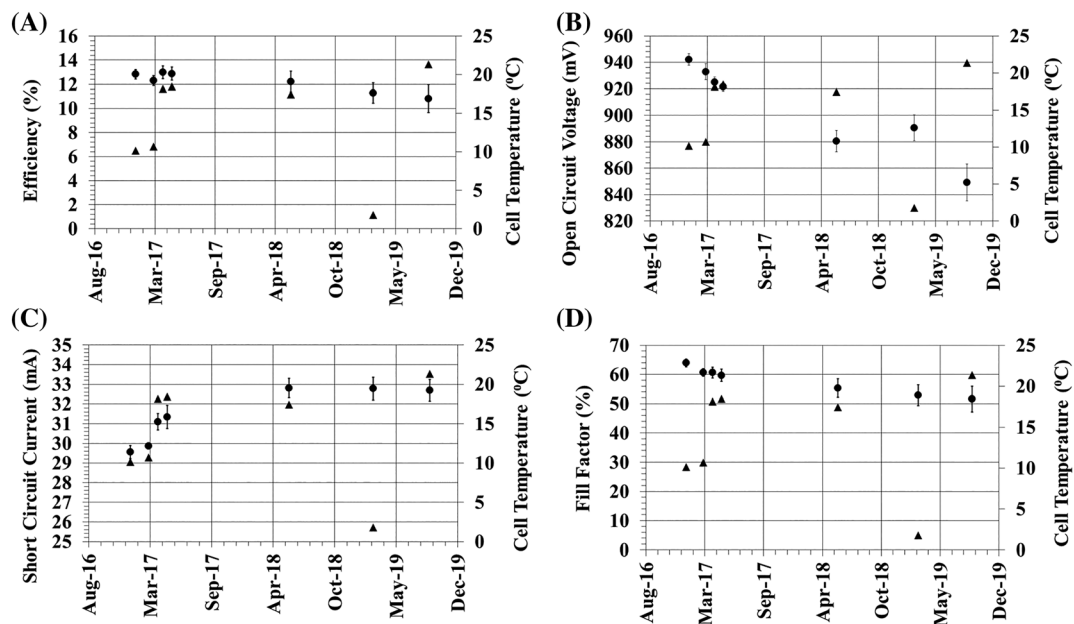 (A)
Efficiency (%)
16
14
12
10
8
6
4
2
0
25
20
15
10
5
0
Cell Temperature (ºC)
Aug-16
Mar-17
Sep-17
Apr-18
Oct-18
May-19
Dec-19
(B)
Open Circuit Voltage (mV)
960
940
920
900
880
860
840
820
25
20
15
10
5
0
Cell Temperature (ºC)
Aug-16
Mar-17
Sep-17
Apr-18
Oct-18
May-19
Dec-19
(C)
Short Circuit Current (mA)
35
34
33
32
31
30
29
28
27
26
25
25
20
15
10
5
0
Cell Temperature (ºC)
Aug-16
Mar-17
Sep-17
Apr-18
Oct-18
May-19
Dec-19
(D)
Fill Factor (%)
70
60
50
40
30
20
10
0
25
20
15
10
5
0
Cell Temperature (ºC)
Aug-16
Mar-17
Sep-17
Apr-18
Oct-18
May-19
Dec-19